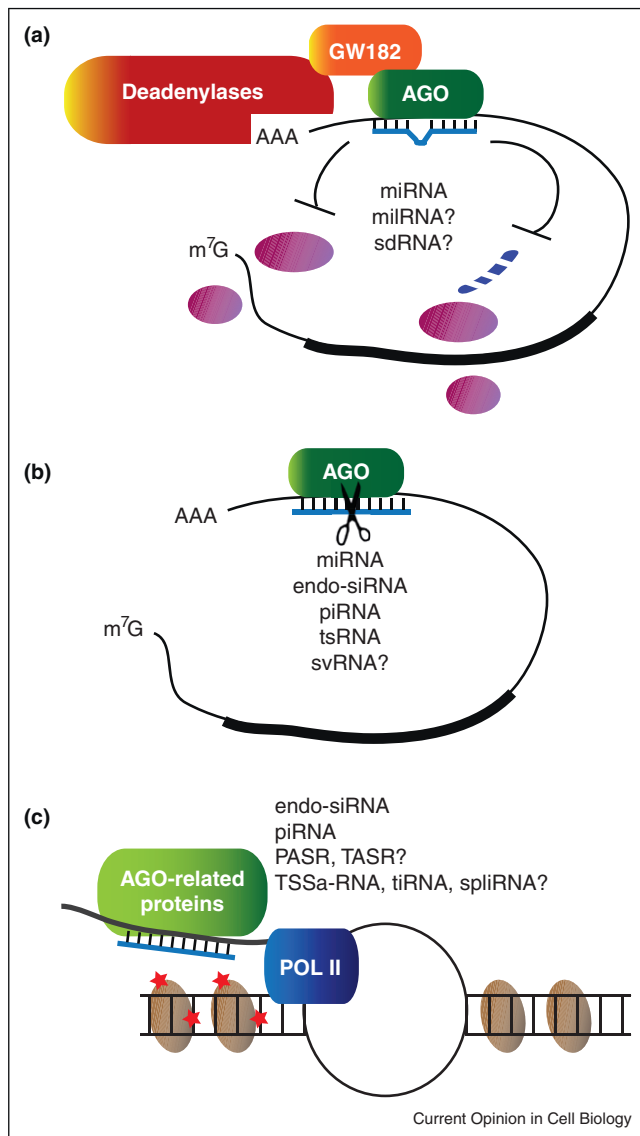 (a)
GW182
Deadenylases
AGO
AAA
miRNA
milRNA?
sdRNA?
m⁷G
(b)
AGO
AAA
miRNA
endo-siRNA
piRNA
tsRNA
svRNA?
m⁷G
(c)
endo-siRNA
piRNA
PASR, TASR?
TSSa-RNA, tiRNA, spliRNA?
AGO-related
proteins
POL II
Current Opinion in Cell Biology